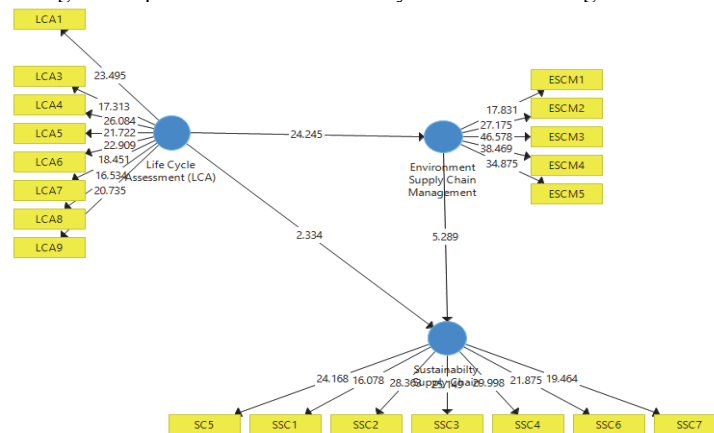 LCA1
23.495
LCA3
17.313
LCA4
26.084
LCA5
21.722
LCA6
22.909
18.451
LCA7
16.534
LCA8
20.735
LCA9
Life Cycle
Assessment (LCA)
24.245
2.334
ESCM1
17.831
ESCM2
27.175
ESCM3
46.578
ESCM4
38.469
ESCM5
34.875
Environment
Supply Chain
Management
5.289
Sustainabilty
Supply Chain
24.168
16.078
29.998
21.875
19.464
SC5
SSC1
SSC2
SSC3
SSC4
SSC6
SSC7